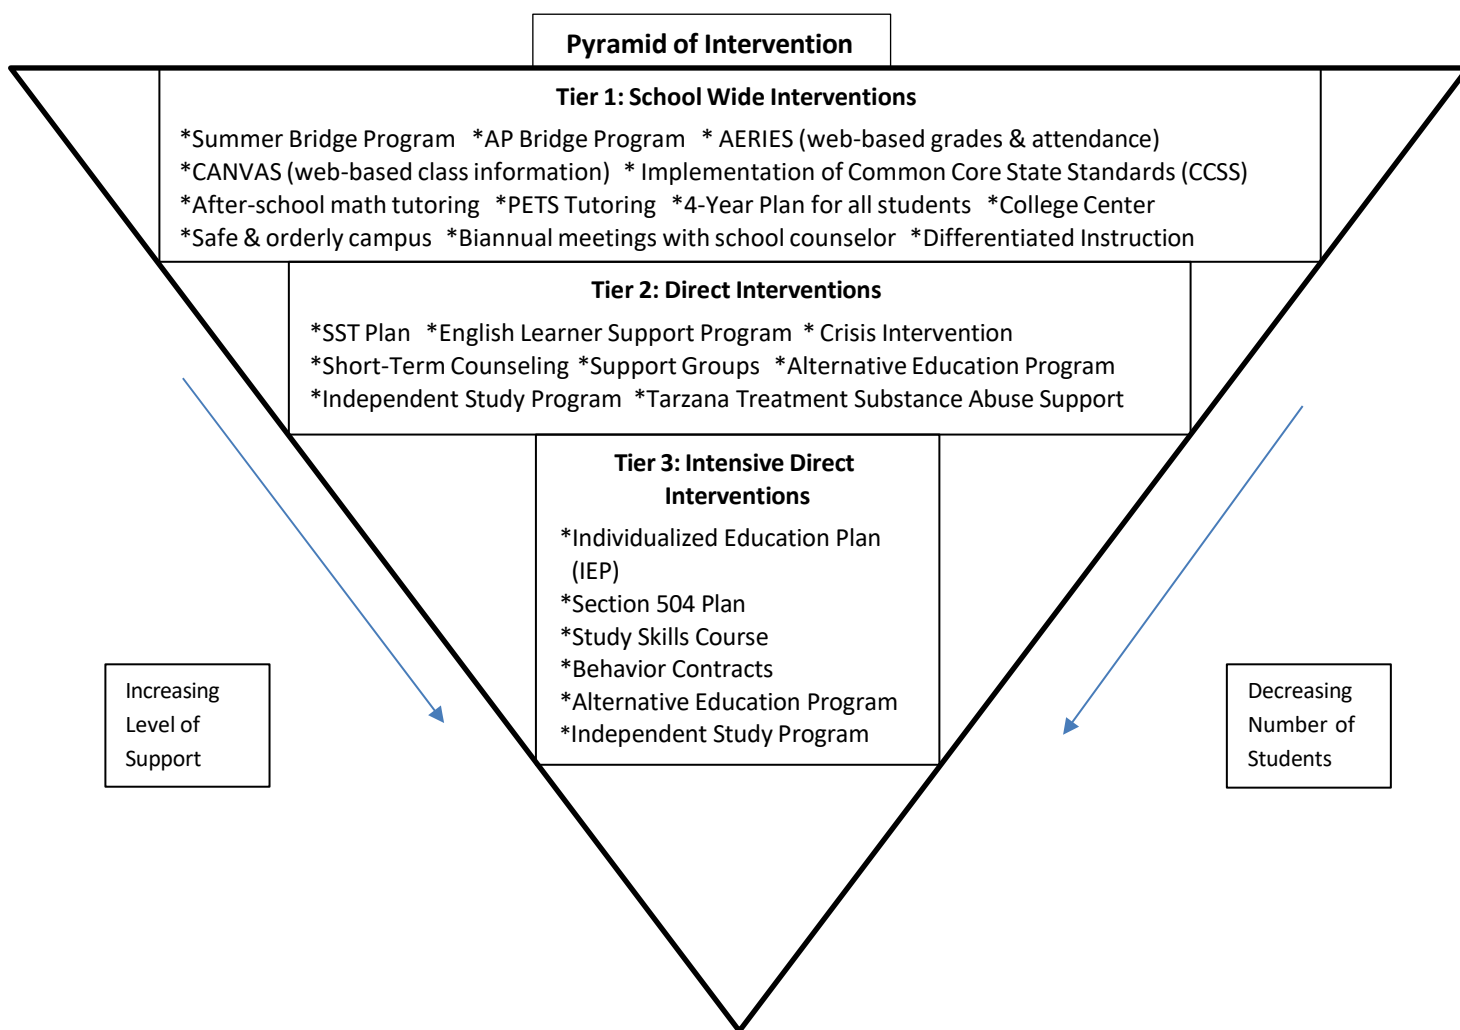 Pyramid of Intervention
Tier 1: School Wide Interventions
*Summer Bridge Program *AP Bridge Program * AERIES (web-based grades & attendance)
*CANVAS (web-based class information) * Implementation of Common Core State Standards (CCSS)
*After-school math tutoring *PETS Tutoring *4-Year Plan for all students *College Center
*Safe & orderly campus *Biannual meetings with school counselor *Differentiated Instruction
Tier 2: Direct Interventions
*SST Plan *English Learner Support Program * Crisis Intervention
*Short-Term Counseling *Support Groups *Alternative Education Program
*Independent Study Program *Tarzana Treatment Substance Abuse Support
Tier 3: Intensive Direct
Interventions
*Individualized Education Plan
(IEP)
*Section 504 Plan
*Study Skills Course
*Behavior Contracts
*Alternative Education Program
*Independent Study Program
Increasing
Level of
Support
Decreasing
Number of
Students